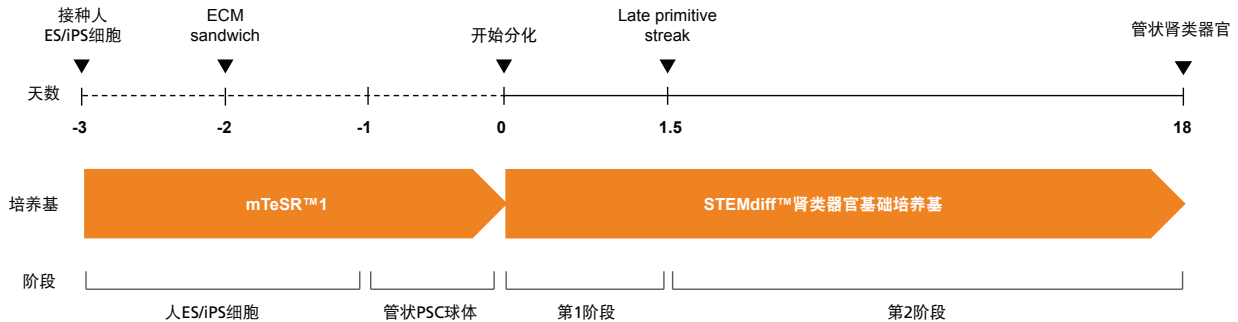 接种人
ES/iPS细胞
ECM
sandwich
开始分化
Late primitive
streak
管状肾类器官
天数
-3
-2
-1
0
1.5
18
培养基
mTeSR™1
STEMdiff™肾类器官基础培养基
阶段
人ES/iPS细胞
管状PSC球体
第1阶段
第2阶段